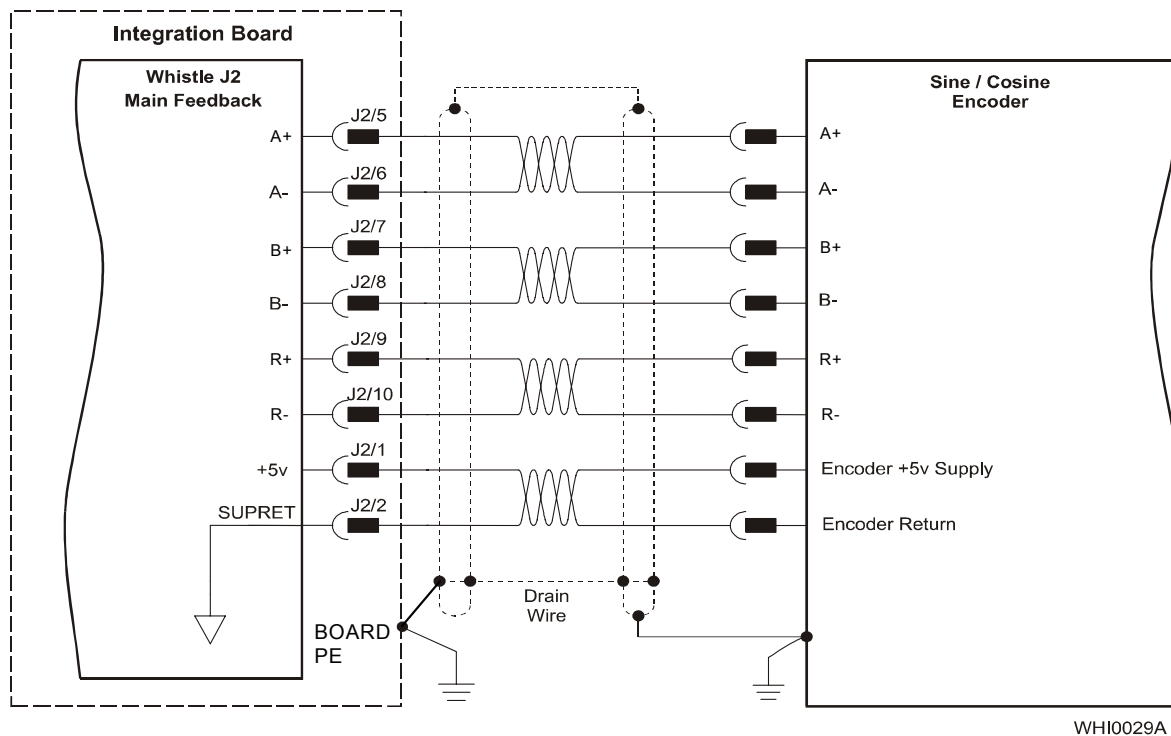 Integration Board
Whistle J2
Main Feedback
Sine / Cosine
Encoder
A+
J2/5
A+
A-
J2/6
A-
B+
J2/7
B+
B-
J2/8
B-
R+
J2/9
R+
R-
J2/10
R-
+5v
J2/1
Encoder +5v Supply
SUPRET
J2/2
Encoder Return
Drain
Wire
BOARD
PE
WHI0029A